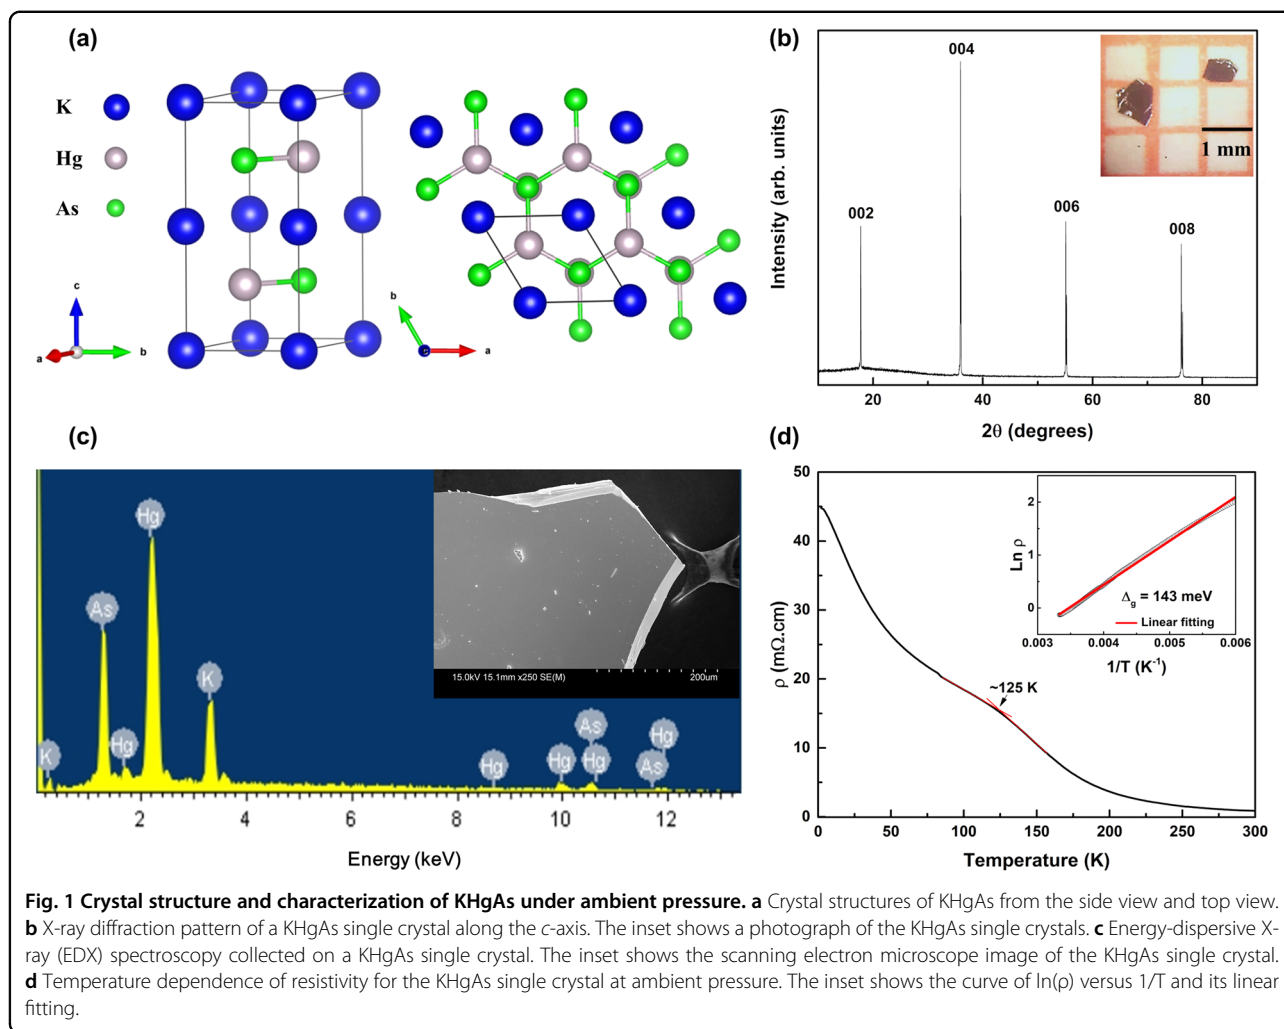 (a)
K
Hg
As
c
a
b
b
a
(b)
Intensity (arb. units)
002
004
006
008
1 mm
20 40 60 80
2θ (degrees)
(c)
K
As
Hg
Hg
K
Hg
Hg
As
Hg
Hg
As
15.0kV 15.1mm x250 SE(M)
200um
2 4 6 8 10 12
Energy (keV)
(d)
ρ (mΩ.cm)
50
40
30
20
10
0
0 50 100 150 200 250 300
Temperature (K)
~125 K
Ln ρ
2
1
0
0.003 0.004 0.005 0.006
1/T (K⁻¹)
Δg = 143 meV
Linear fitting
Fig. 1 Crystal structure and characterization of KHgAs under ambient pressure. a Crystal structures of KHgAs from the side view and top view.
b X-ray diffraction pattern of a KHgAs single crystal along the c-axis. The inset shows a photograph of the KHgAs single crystals. c Energy-dispersive X-
ray (EDX) spectroscopy collected on a KHgAs single crystal. The inset shows the scanning electron microscope image of the KHgAs single crystal.
d Temperature dependence of resistivity for the KHgAs single crystal at ambient pressure. The inset shows the curve of ln(ρ) versus 1/T and its linear
fitting.